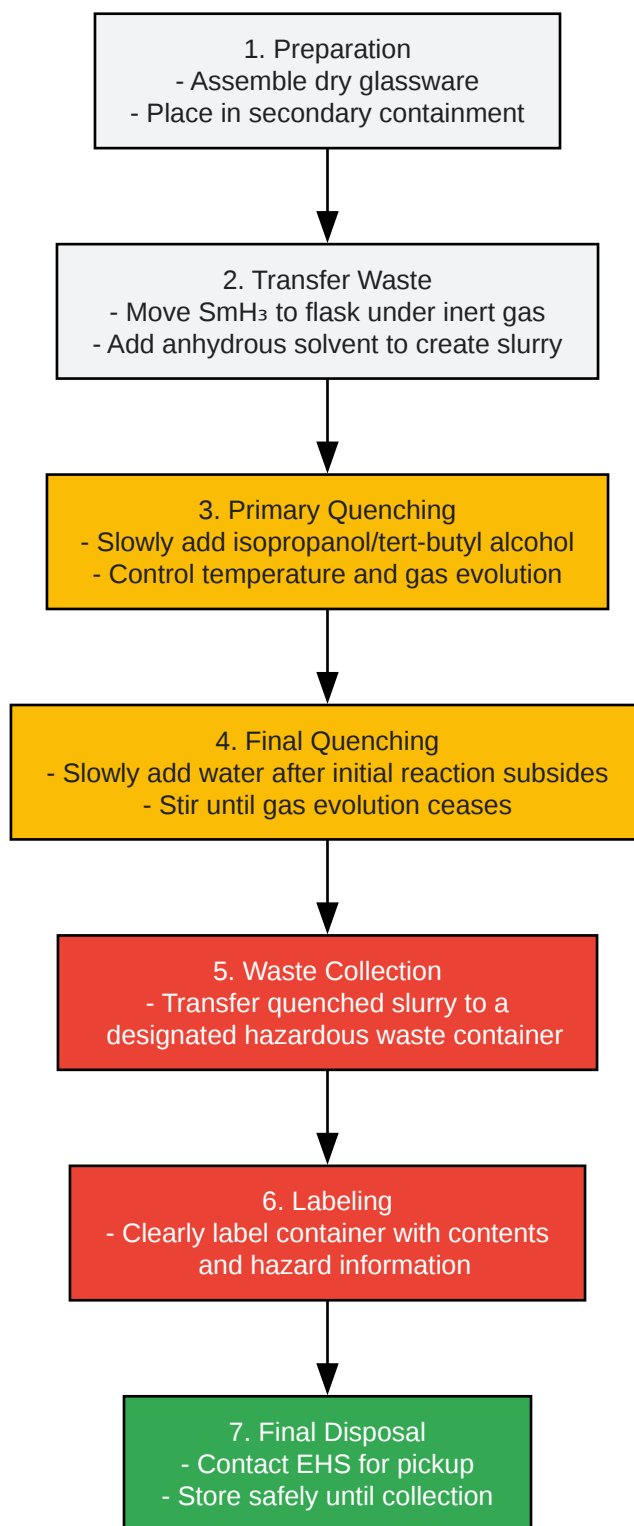 1. Preparation
- Assemble dry glassware
- Place in secondary containment
2. Transfer Waste
- Move SmH₃ to flask under inert gas
- Add anhydrous solvent to create slurry
3. Primary Quenching
- Slowly add isopropanol/tert-butyl alcohol
- Control temperature and gas evolution
4. Final Quenching
- Slowly add water after initial reaction subsides
- Stir until gas evolution ceases
5. Waste Collection
- Transfer quenched slurry to a
designated hazardous waste container
6. Labeling
- Clearly label container with contents
and hazard information
7. Final Disposal
- Contact EHS for pickup
- Store safely until collection